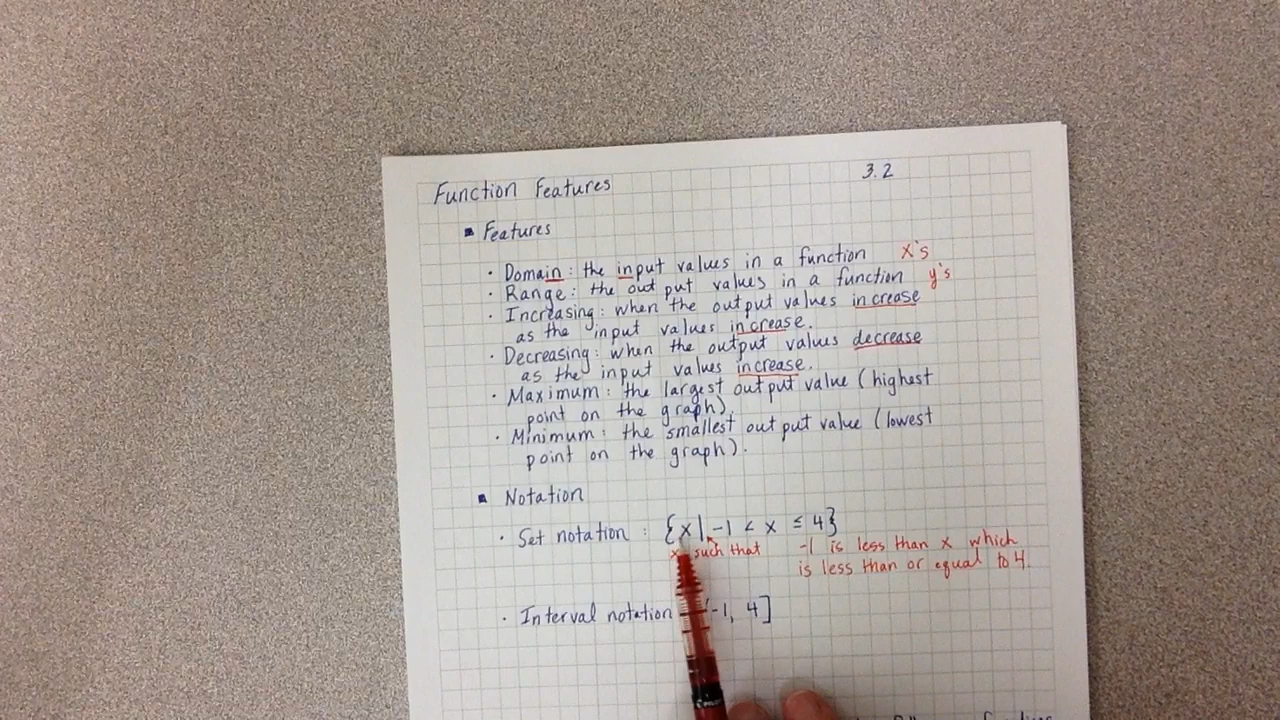 Function Features 3.2
▪ Features
· Domain : the input values in a function x's
· Range : the output values in a function y's
· Increasing : when the output values increase
as the input values increase.
· Decreasing : when the output values decrease
as the input values increase.
· Maximum : the largest output value (highest
point on the graph).
· Minimum : the smallest output value (lowest
point on the graph).
▪ Notation
· Set notation : {x| -1 < x ≤ 4}
x such that -1 is less than x which
is less than or equal to 4.
· Interval notation (-1, 4]